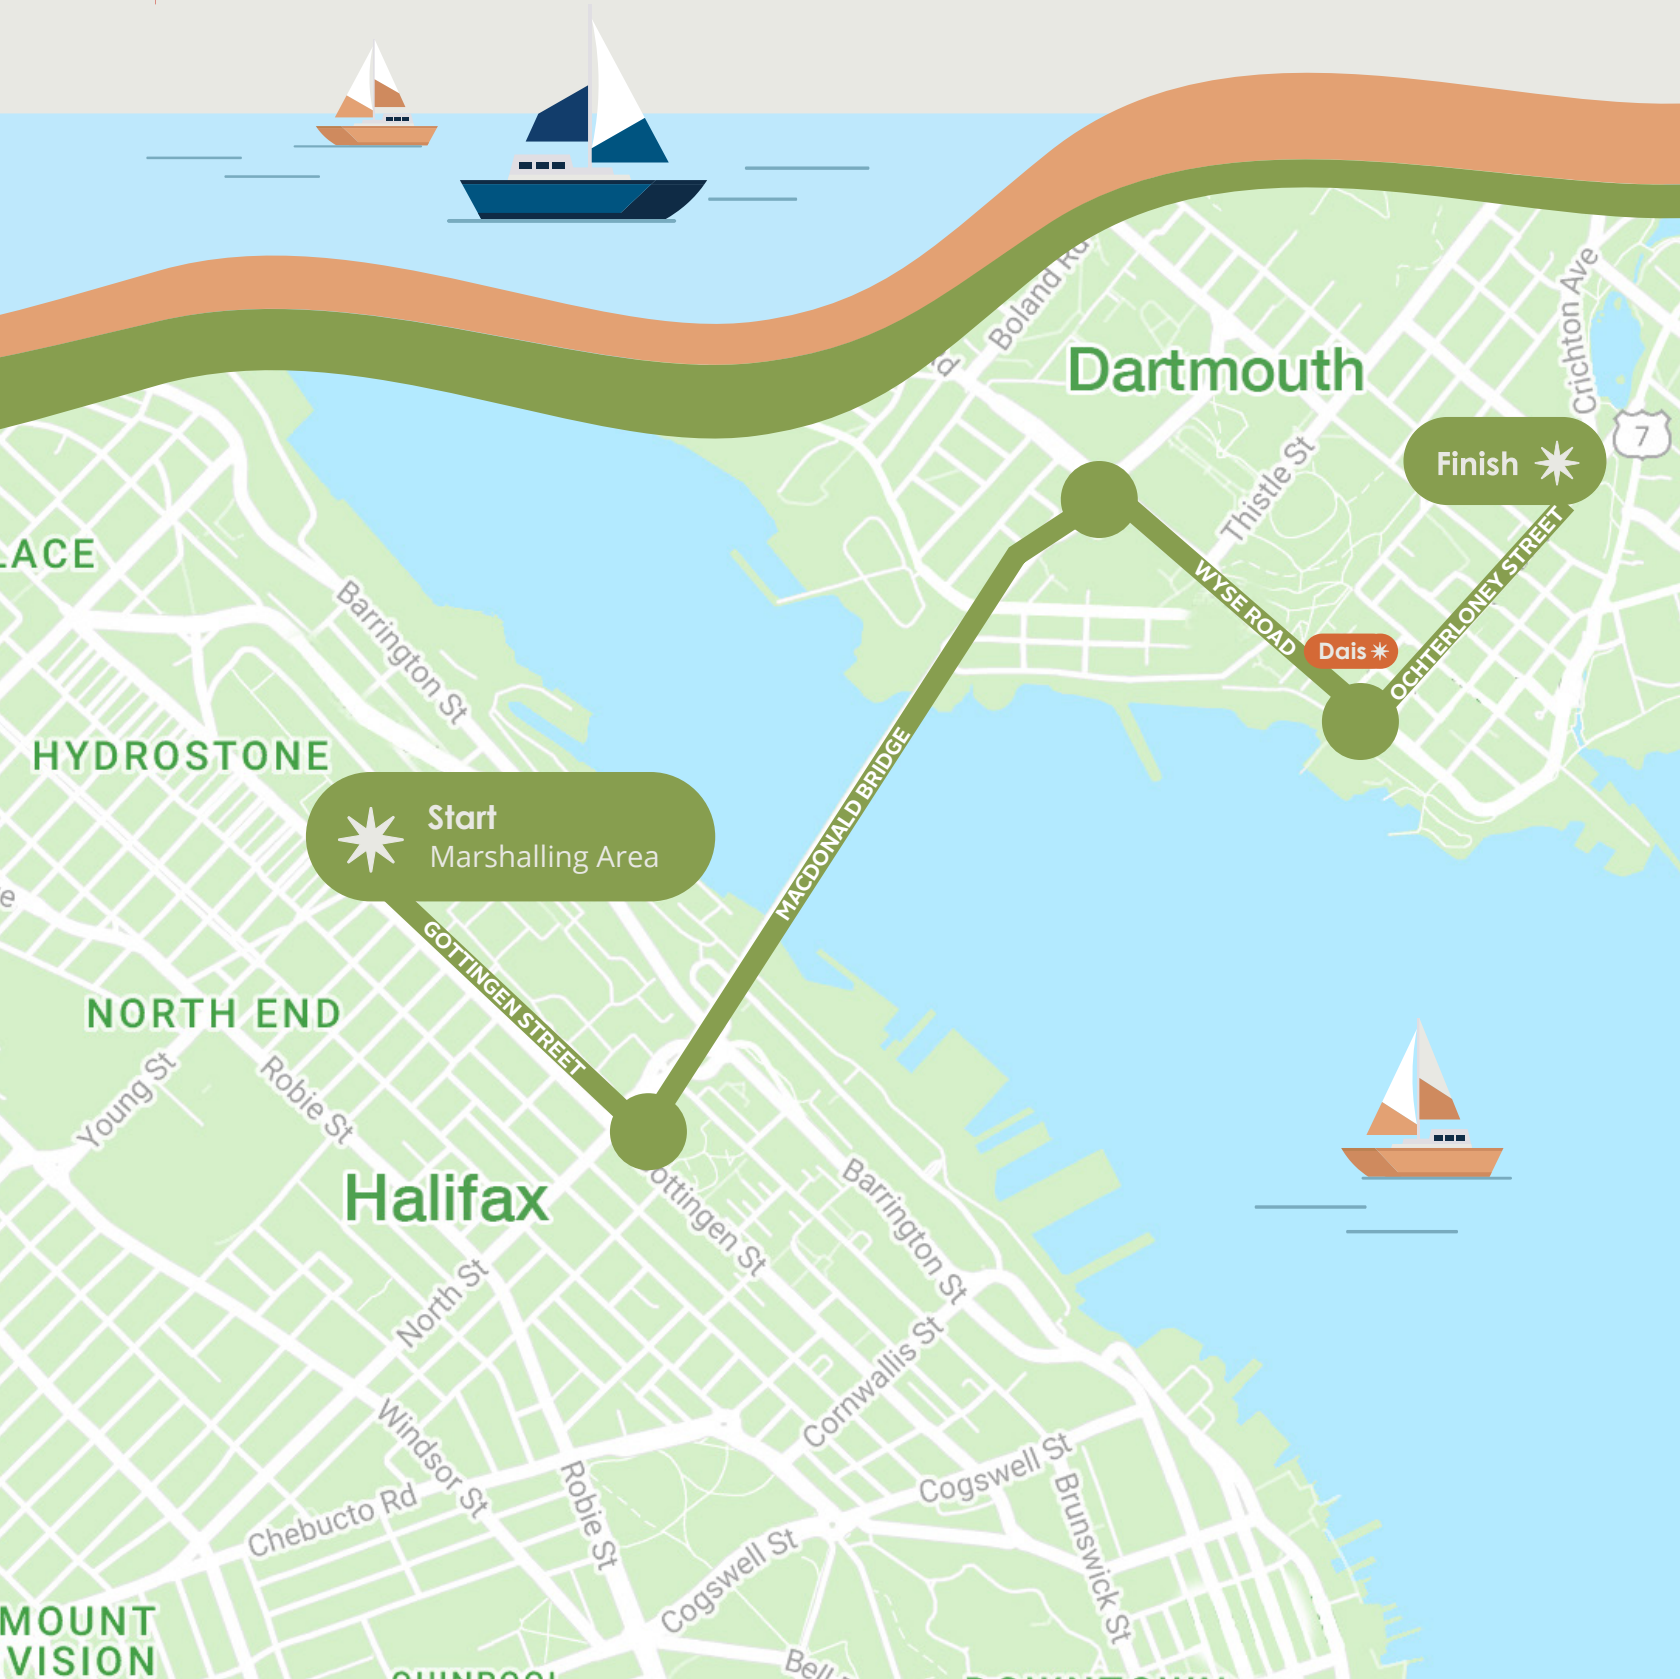 Boland Rd
Crichton Ave
Dartmouth
7
Finish
Thistle St
OCHTERLONEY STREET
WYSE ROAD
Dais
LACE
Barrington St
HYDROSTONE
MACDONALD BRIDGE
Start
Marshalling Area
GOTTINGEN STREET
NORTH END
Young St
Robie St
Halifax
ottingen St
Barrington St
North St
Cornwallis St
Windsor St
Cogswell St
Chebucto Rd
Robie St
Brunswick St
Cogswell St
MOUNT
VISION
Bell